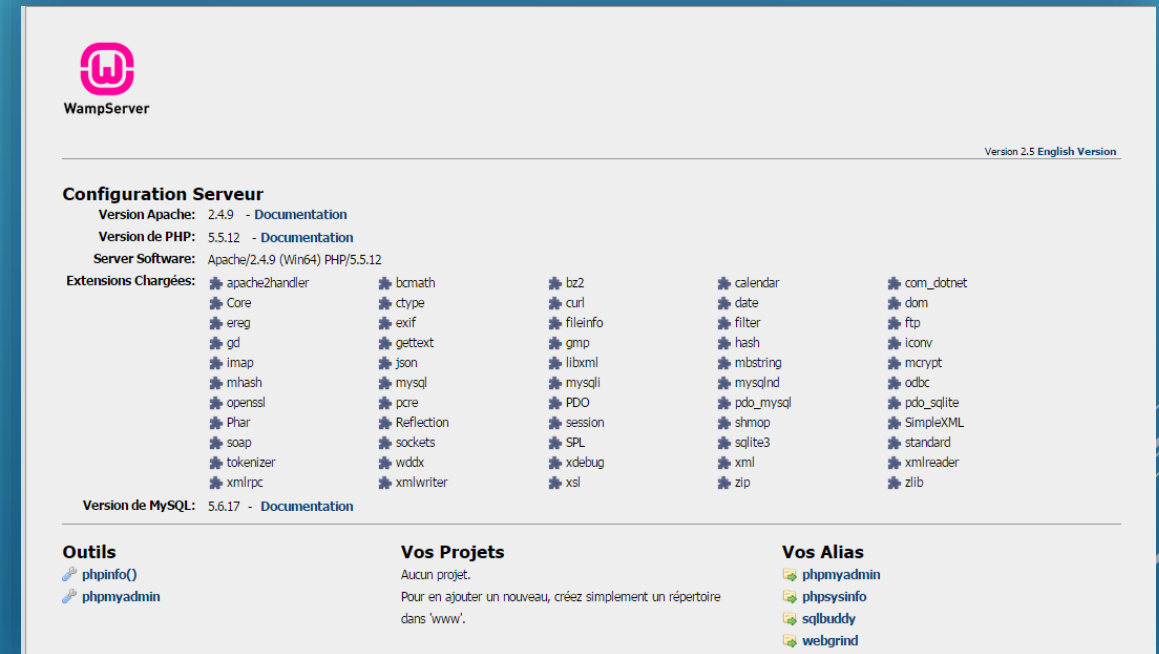 WampServer
Version 2.5 English Version
Configuration Serveur
Version Apache: 2.4.9 - Documentation
Version de PHP: 5.5.12 - Documentation
Server Software: Apache/2.4.9 (Win64) PHP/5.5.12
Extensions Chargées: apache2handler bcmath bz2 calendar com_dotnet
Core ctype curl date dom
ereg exif fileinfo filter ftp
gd gettext gmp hash iconv
imap json libxml mbstring mcrypt
mhash mysql mysqli mysqlnd odbc
openssl pcre PDO pdo_mysql pdo_sqlite
Phar Reflection session shmop SimpleXML
soap sockets SPL sqlite3 standard
tokenizer wddx xdebug xml xmlreader
xmlrpc xmlwriter xsl zip zlib
Version de MySQL: 5.6.17 - Documentation
Outils
phpinfo()
phpmyadmin
Vos Projets
Aucun projet.
Pour en ajouter un nouveau, créez simplement un répertoire
dans 'www'.
Vos Alias
phpmyadmin
phpsysinfo
sqlbuddy
webgrind